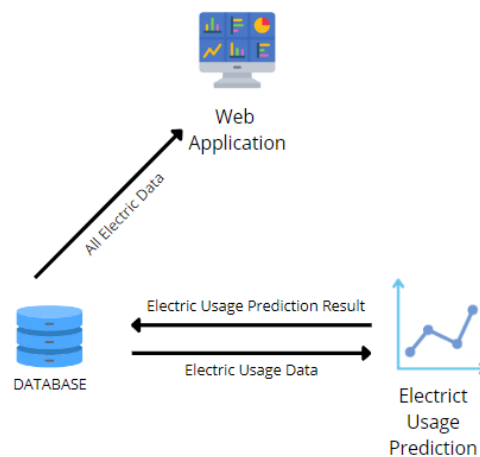 Web
Application
All Electric Data
Electric Usage Prediction Result
DATABASE
Electric Usage Data
Electrict
Usage
Prediction